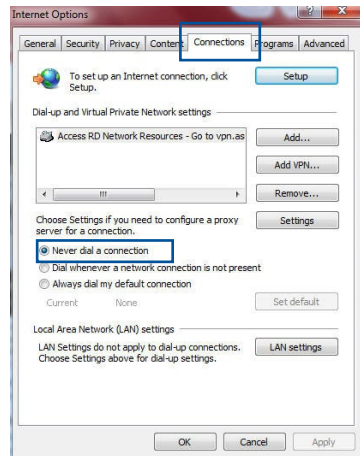 Internet Options
General Security Privacy Content Connections Programs Advanced
To set up an Internet connection, click Setup.
Setup
Dial-up and Virtual Private Network settings
Access RD Network Resources - Go to vpn.as
Add...
Add VPN...
Remove...
Choose Settings if you need to configure a proxy
server for a connection.
Settings
Never dial a connection
Dial whenever a network connection is not present
Always dial my default connection
Current None
Set default
Local Area Network (LAN) settings
LAN Settings do not apply to dial-up connections.
Choose Settings above for dial-up settings.
LAN settings
OK Cancel Apply